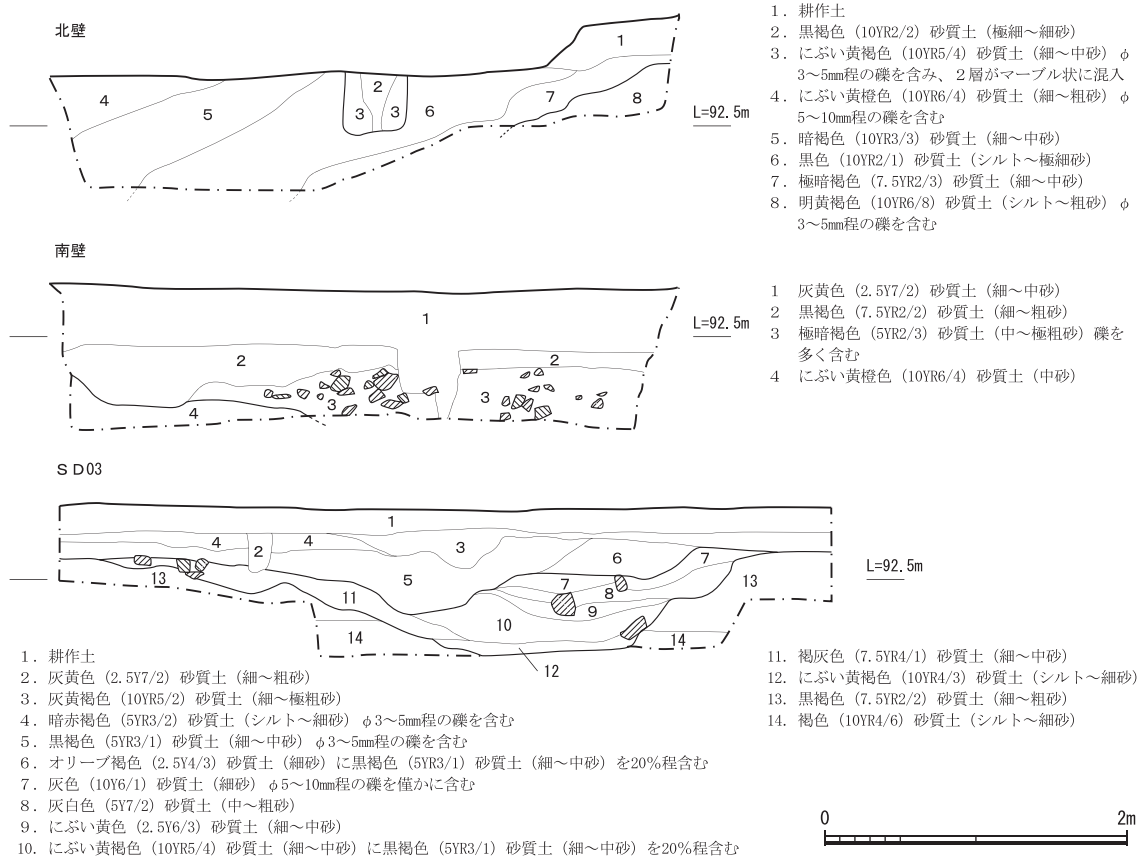 北壁
1
2
3
3
4
5
6
7
8
L=92.5m
1．耕作土
2．黒褐色（10YR2/2）砂質土（極細～細砂）
3．にぶい黄褐色（10YR5/4）砂質土（細～中砂）φ
3～5mm程の礫を含み、２層がマーブル状に混入
4．にぶい黄橙色（10YR6/4）砂質土（細～粗砂）φ
5～10mm程の礫を含む
5．暗褐色（10YR3/3）砂質土（細～中砂）
6．黒色（10YR2/1）砂質土（シルト～極細砂）
7．極暗褐色（7.5YR2/3）砂質土（細～中砂）
8．明黄褐色（10YR6/8）砂質土（シルト～粗砂）φ
3～5mm程の礫を含む
南壁
1
2
2
3
3
4
L=92.5m
1　灰黄色（2.5Y7/2）砂質土（細～中砂）
2　黒褐色（7.5YR2/2）砂質土（細～粗砂）
3　極暗褐色（5YR2/3）砂質土（中～極粗砂）礫を
多く含む
4　にぶい黄橙色（10YR6/4）砂質土（中砂）
ＳＤ03
1
4
2
4
3
6
7
5
7
8
13
13
11
9
10
14
14
12
L=92.5m
1．耕作土
2．灰黄色（2.5Y7/2）砂質土（細～粗砂）
3．灰黄褐色（10YR5/2）砂質土（細～極粗砂）
4．暗赤褐色（5YR3/2）砂質土（シルト～細砂）φ3～5mm程の礫を含む
5．黒褐色（5YR3/1）砂質土（細～中砂）φ3～5mm程の礫を含む
6．オリーブ褐色（2.5Y4/3）砂質土（細砂）に黒褐色（5YR3/1）砂質土（細～中砂）を20%程含む
7．灰色（10Y6/1）砂質土（細砂）φ5～10mm程の礫を僅かに含む
8．灰白色（5Y7/2）砂質土（中～粗砂）
9．にぶい黄色（2.5Y6/3）砂質土（細～中砂）
10．にぶい黄褐色（10YR5/4）砂質土（細～中砂）に黒褐色（5YR3/1）砂質土（細～中砂）を20%程含む
11．褐灰色（7.5YR4/1）砂質土（細～中砂）
12．にぶい黄褐色（10YR4/3）砂質土（シルト～細砂）
13．黒褐色（7.5YR2/2）砂質土（細～粗砂）
14．褐色（10YR4/6）砂質土（シルト～細砂）
0
2m